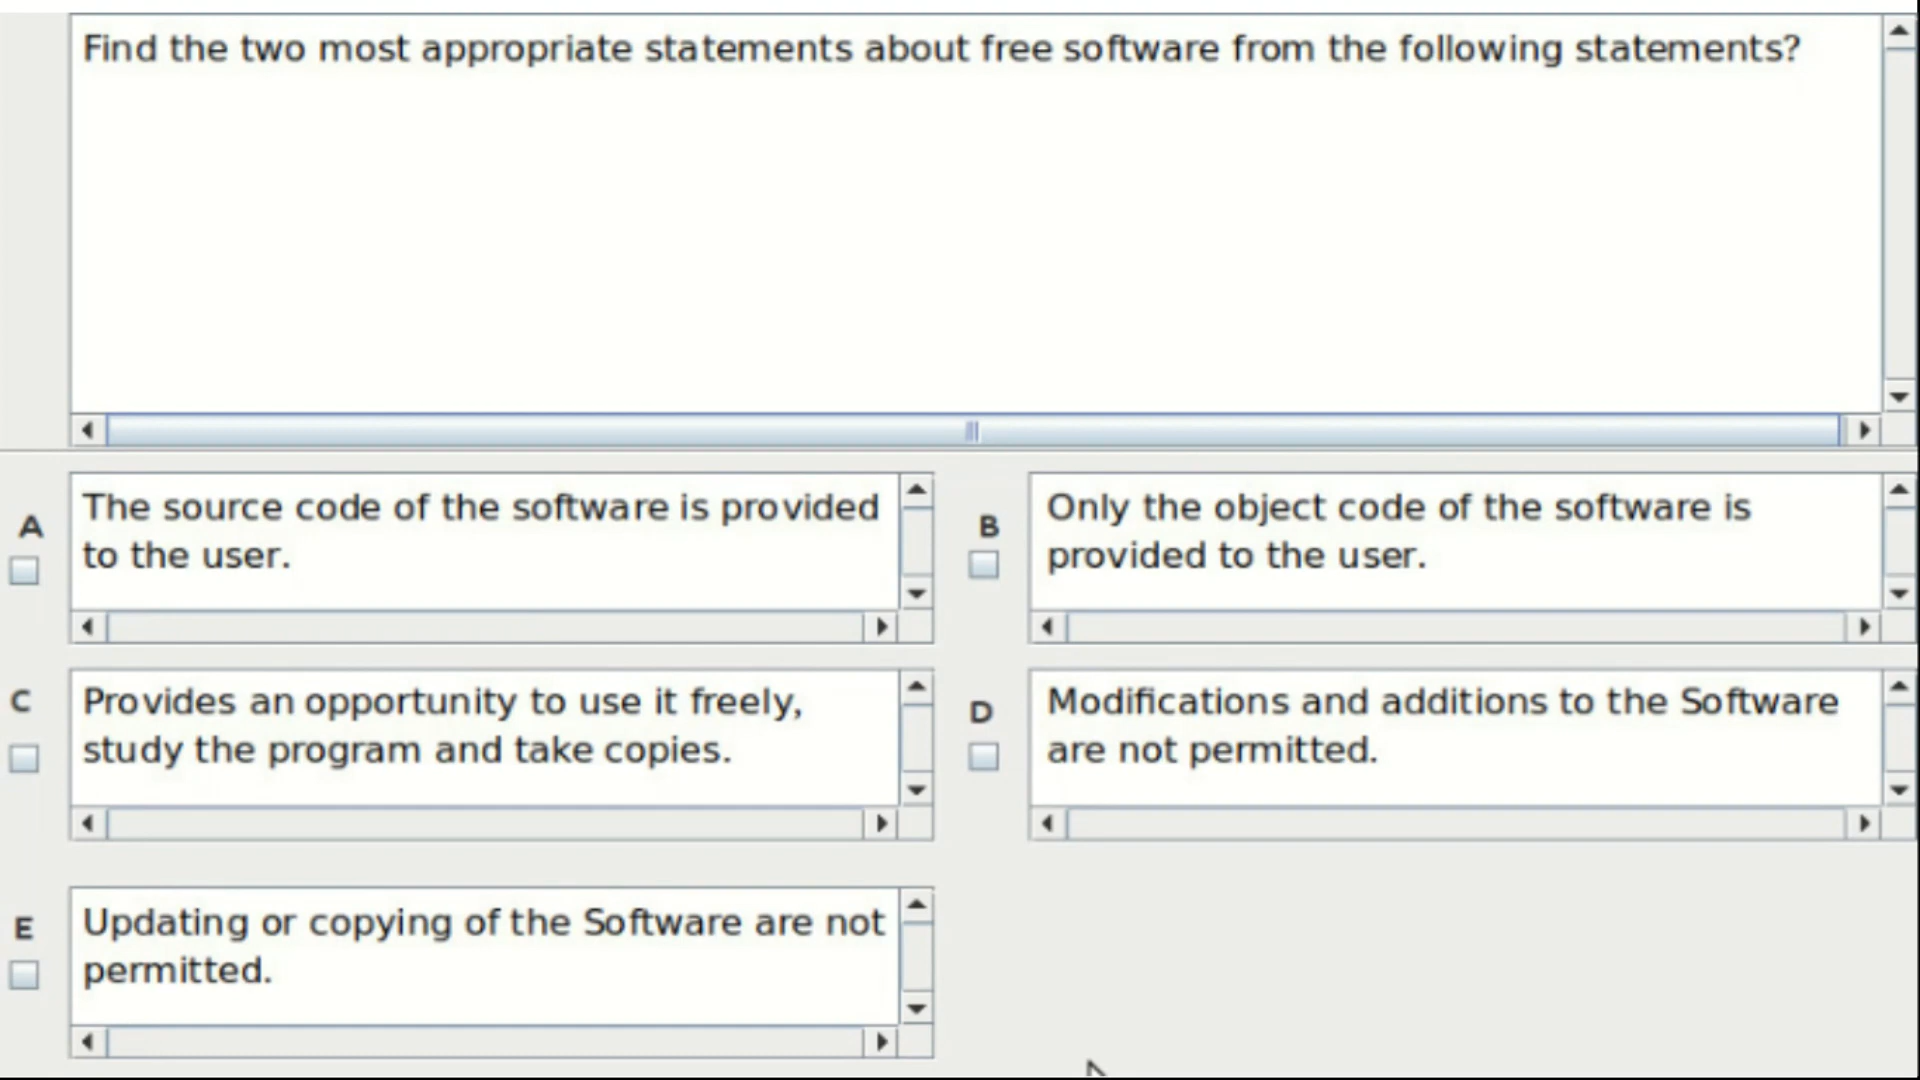 Find the two most appropriate statements about free software from the following statements?
A
The source code of the software is provided
to the user.
B
Only the object code of the software is
provided to the user.
C
Provides an opportunity to use it freely,
study the program and take copies.
D
Modifications and additions to the Software
are not permitted.
E
Updating or copying of the Software are not
permitted.